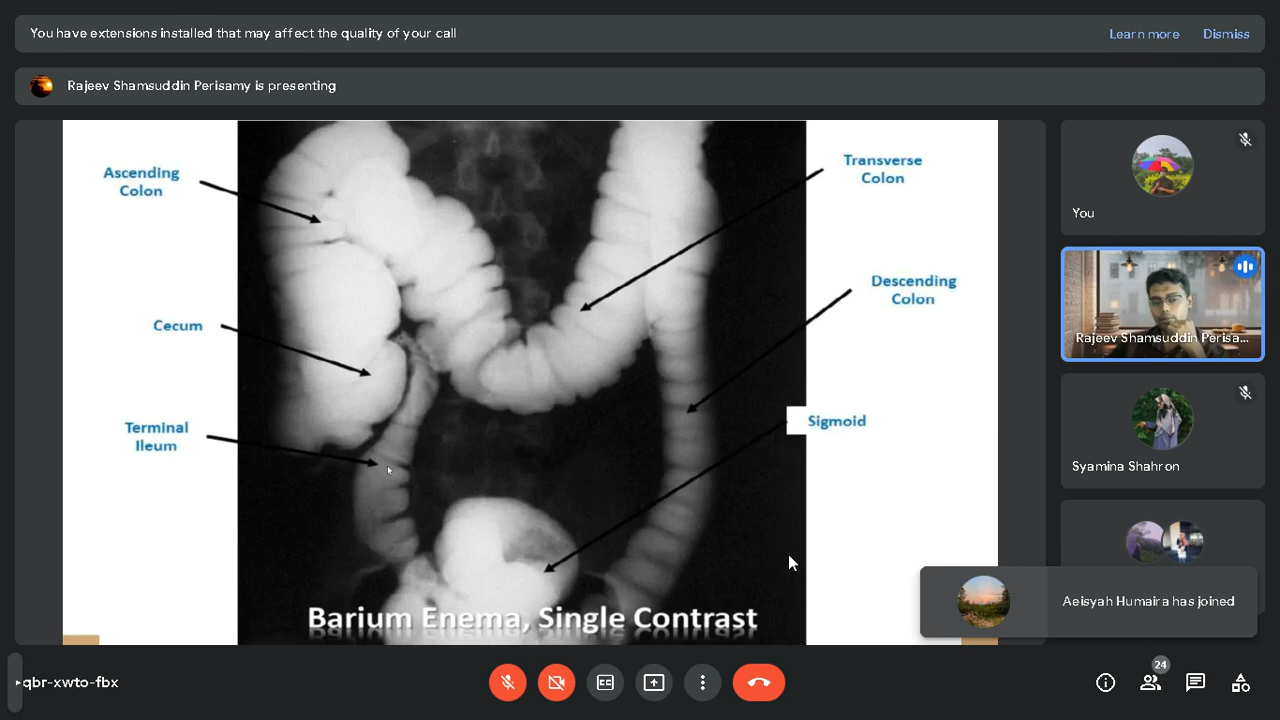 You have extensions installed that may affect the quality of your call
Learn more
Dismiss
Rajeev Shamsuddin Perisamy is presenting
Ascending
Colon
Transverse
Colon
Descending
Colon
Cecum
Terminal
Ileum
Sigmoid
Barium Enema, Single Contrast
You
Rajeev Shamsuddin Perisa...
Syamina Shahron
Aeisyah Humaira has joined
qbr-xwto-fbx
24